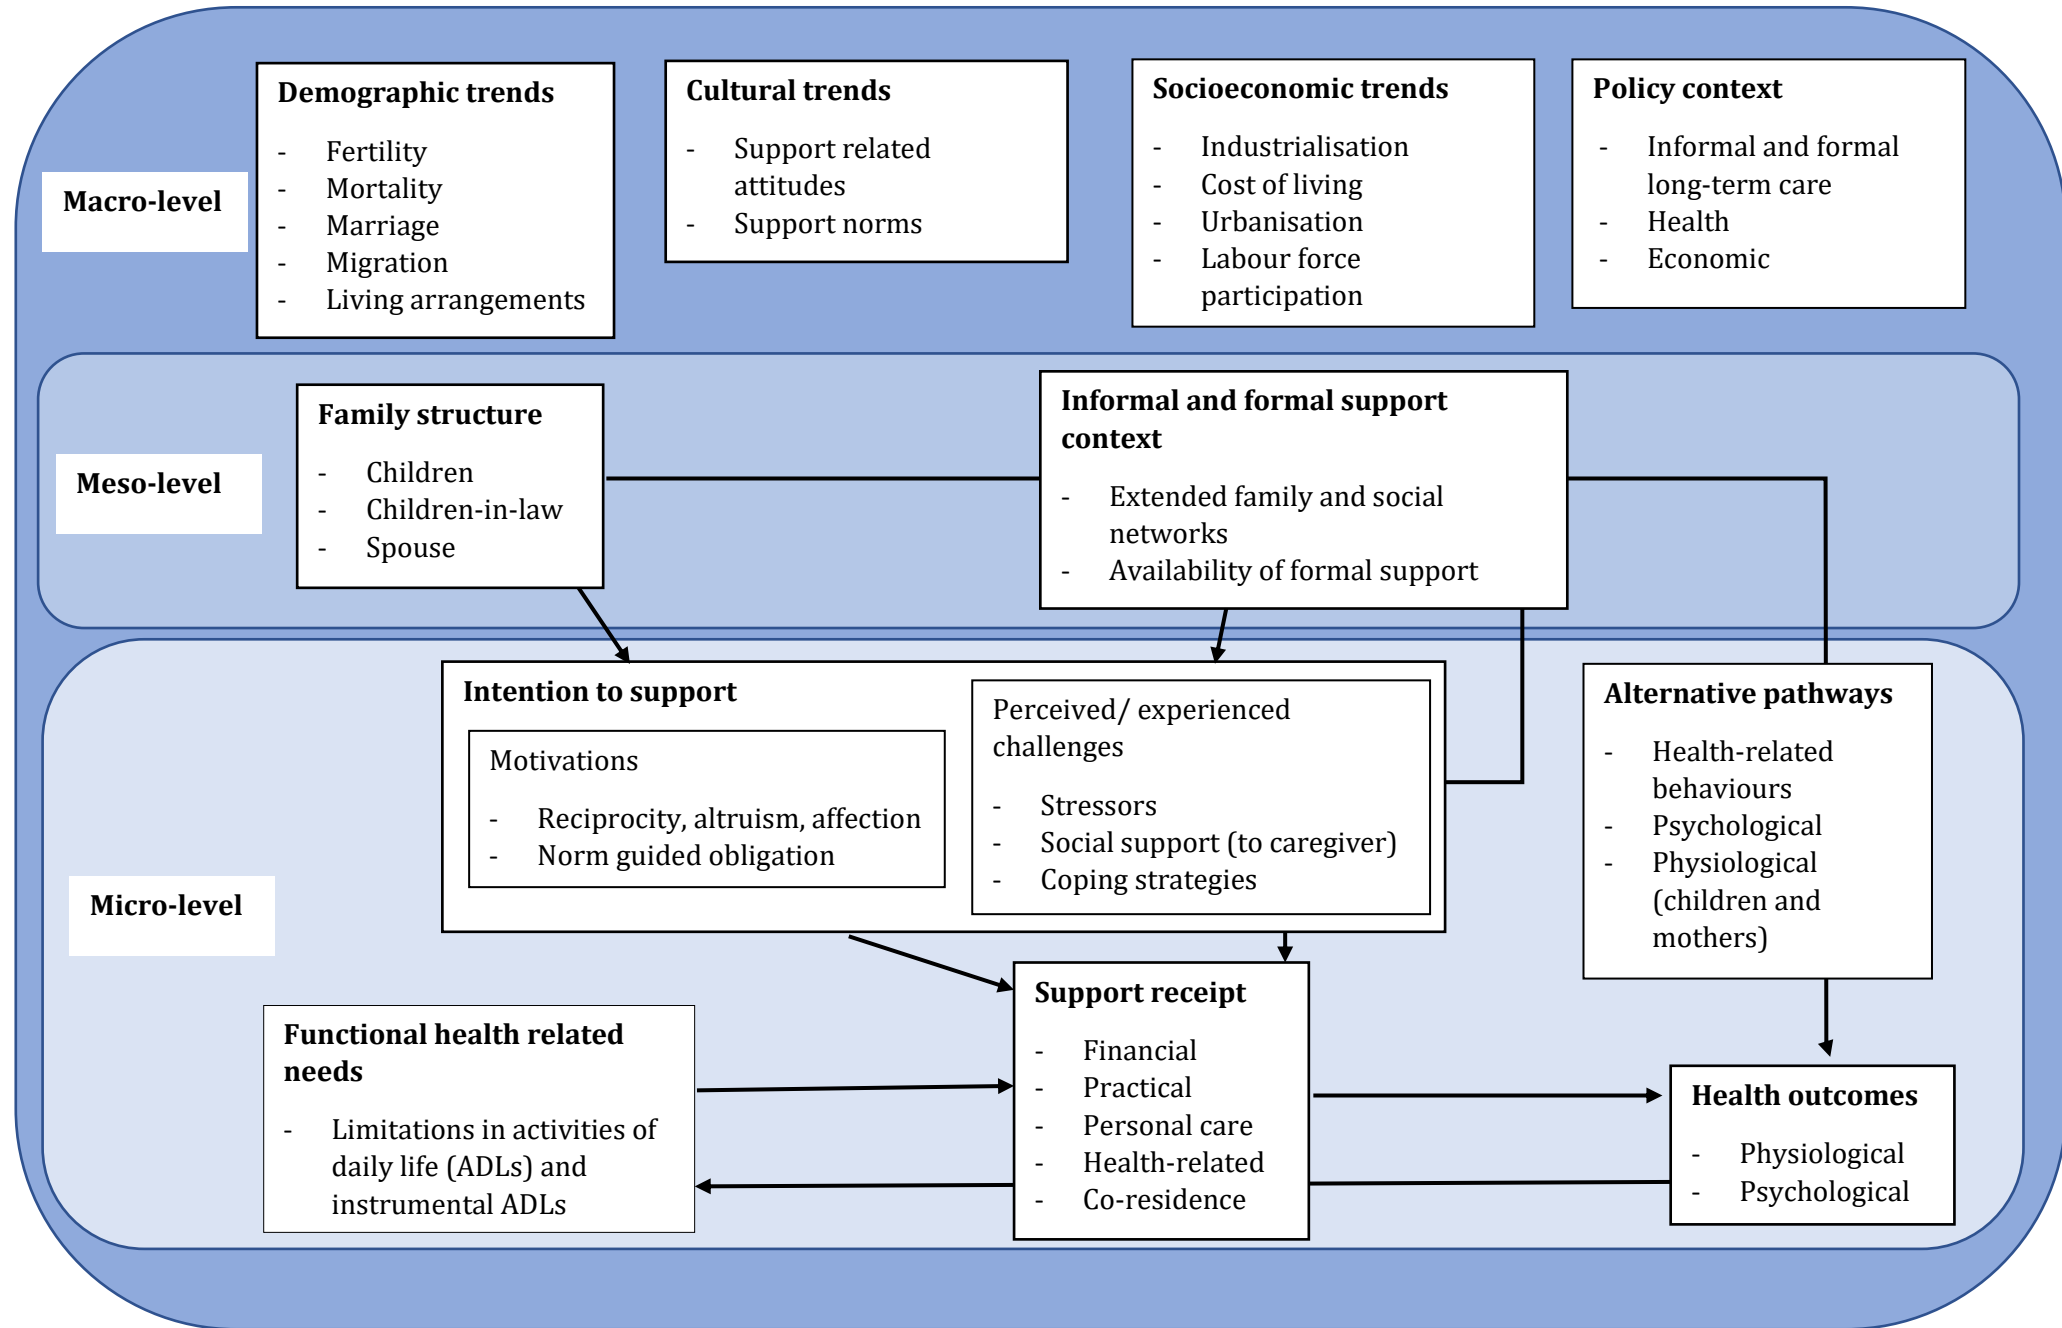 Macro-level
Demographic trends
- Fertility
- Mortality
- Marriage
- Migration
- Living arrangements
Cultural trends
- Support related
attitudes
- Support norms
Socioeconomic trends
- Industrialisation
- Cost of living
- Urbanisation
- Labour force
participation
Policy context
- Informal and formal
long-term care
- Health
- Economic
Meso-level
Family structure
- Children
- Children-in-law
- Spouse
Informal and formal support
context
- Extended family and social
networks
- Availability of formal support
Micro-level
Intention to support
Motivations
- Reciprocity, altruism, affection
- Norm guided obligation
Perceived/ experienced
challenges
- Stressors
- Social support (to caregiver)
- Coping strategies
Alternative pathways
- Health-related
behaviours
- Psychological
- Physiological
(children and
mothers)
Functional health related
needs
- Limitations in activities of
daily life (ADLs) and
instrumental ADLs
Support receipt
- Financial
- Practical
- Personal care
- Health-related
- Co-residence
Health outcomes
- Physiological
- Psychological